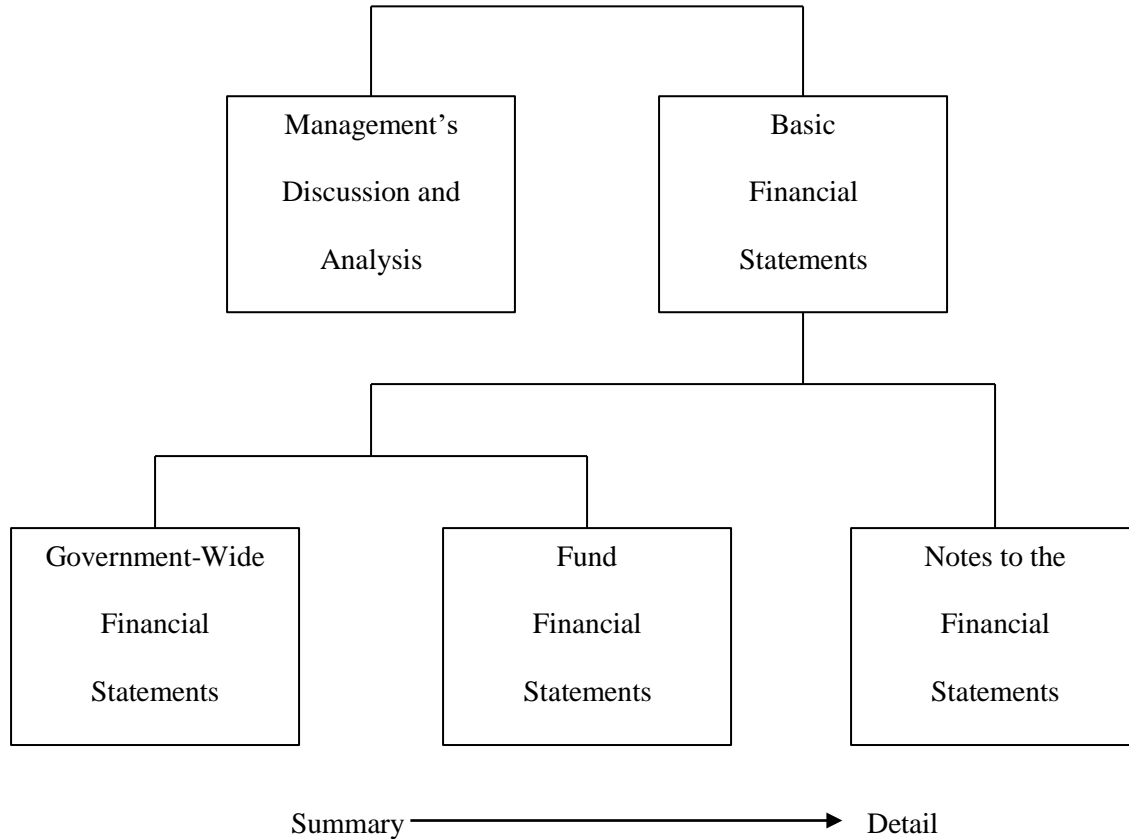 Management’s
Discussion and
Analysis
Basic
Financial
Statements
Government-Wide
Financial
Statements
Fund
Financial
Statements
Notes to the
Financial
Statements
Summary
Detail